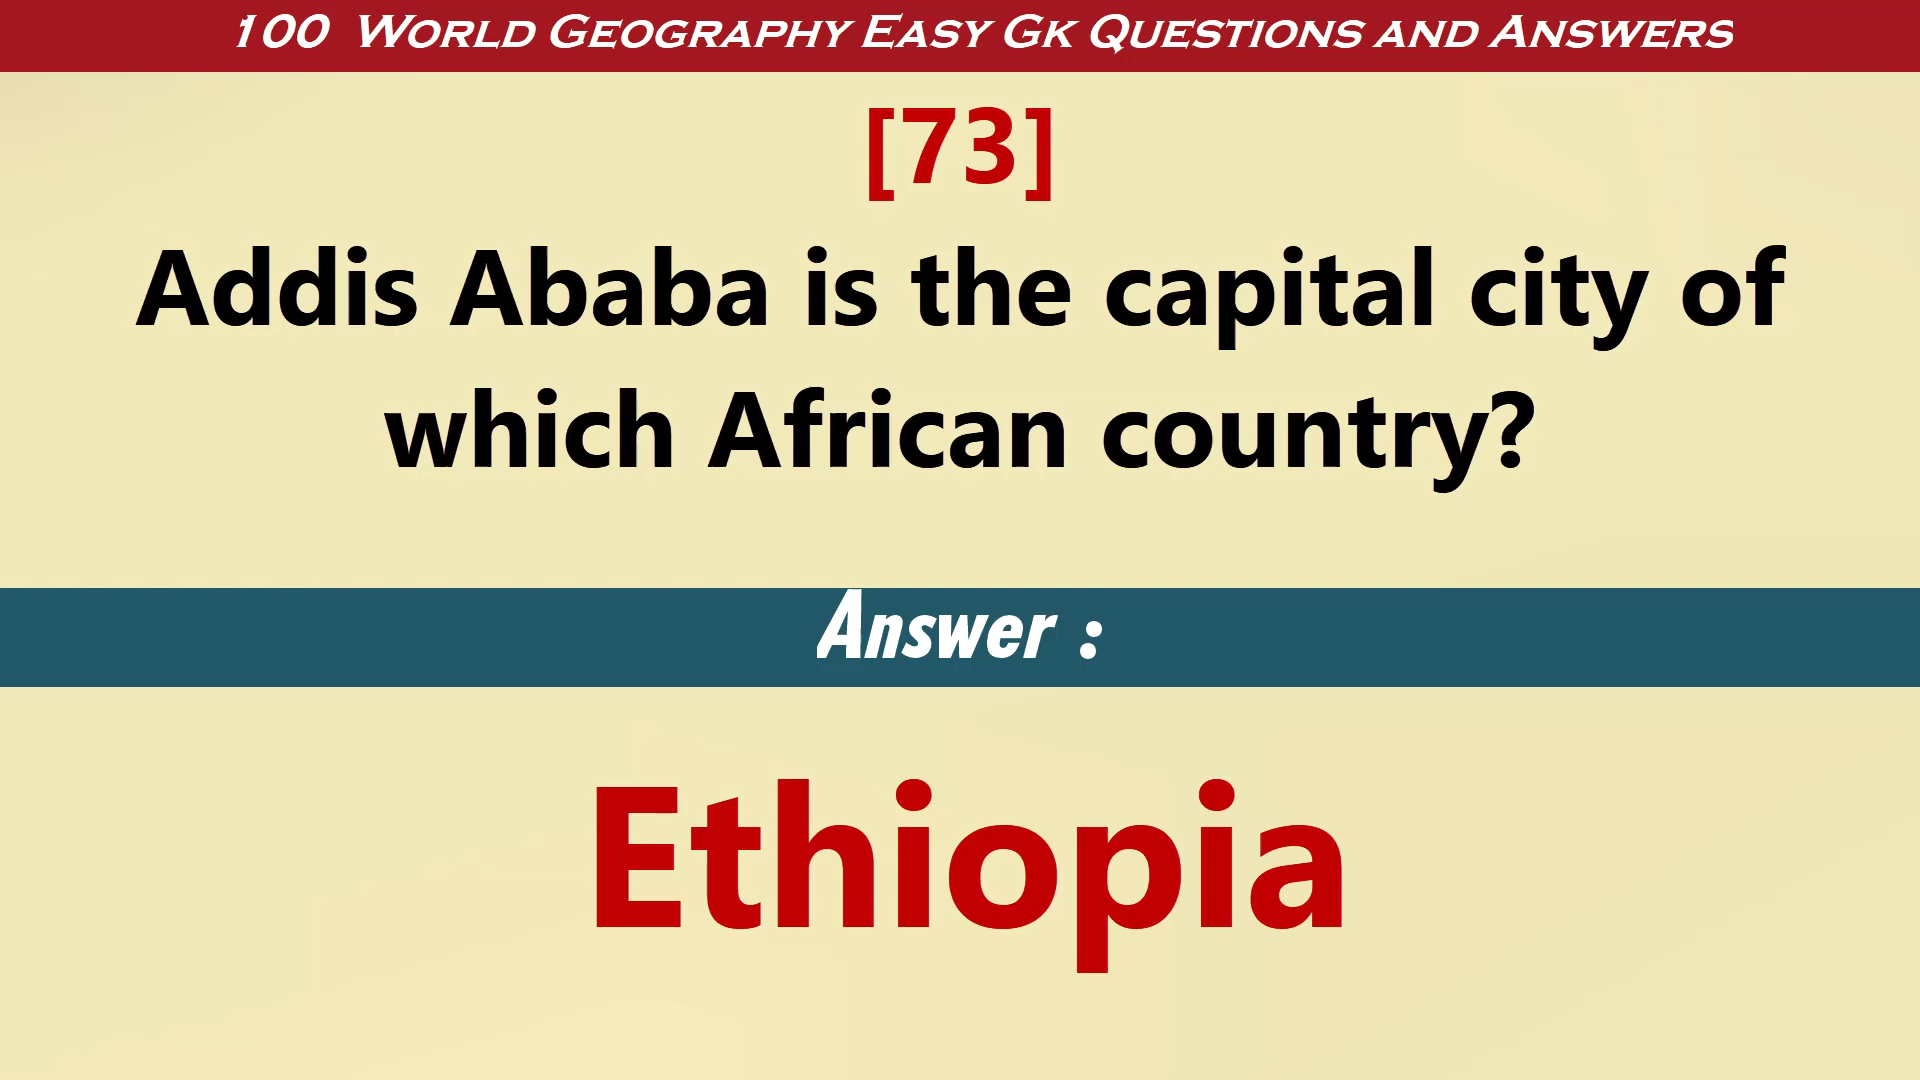 100 World Geography Easy Gk Questions and Answers
[73]
Addis Ababa is the capital city of
which African country?
Answer :
Ethiopia